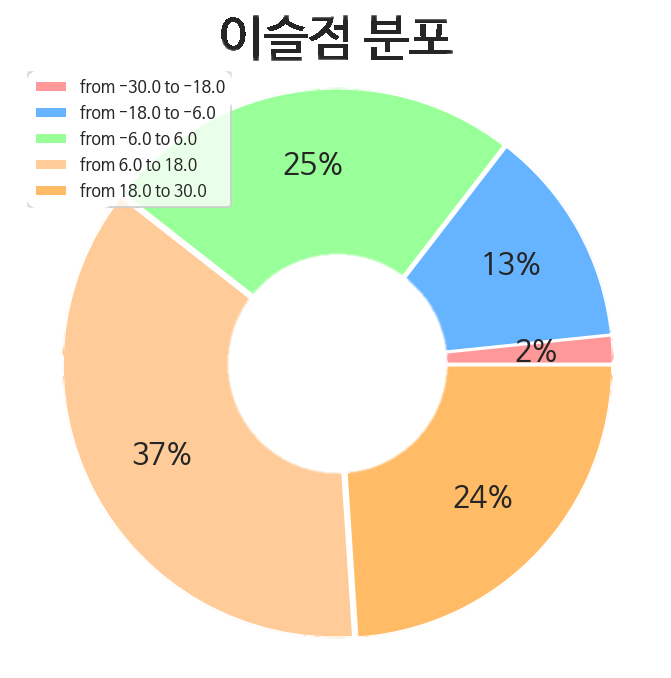 이슬점 분포
from −30.0 to −18.0
from −18.0 to −6.0
from −6.0 to 6.0
from 6.0 to 18.0
from 18.0 to 30.0
25%
13%
2%
37%
24%